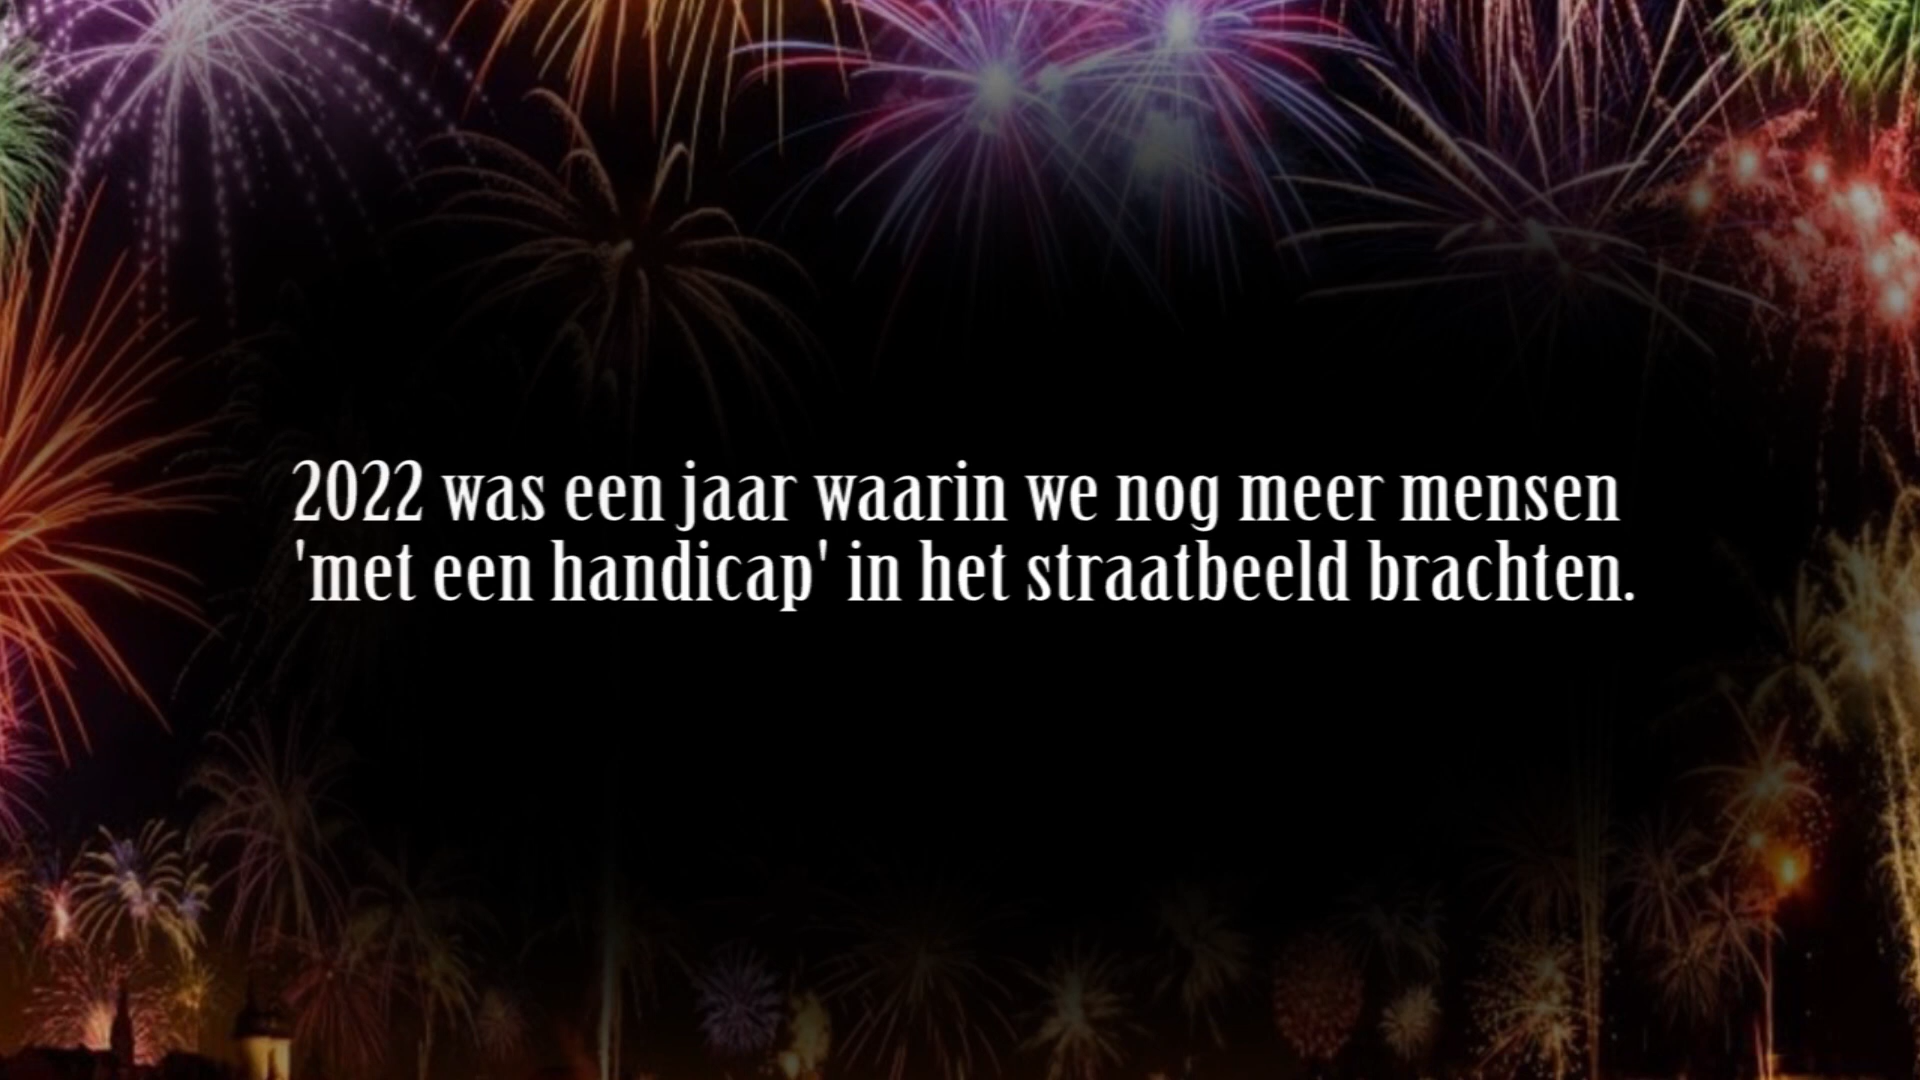 2022 was een jaar waarin we nog meer mensen
'met een handicap' in het straatbeeld brachten.